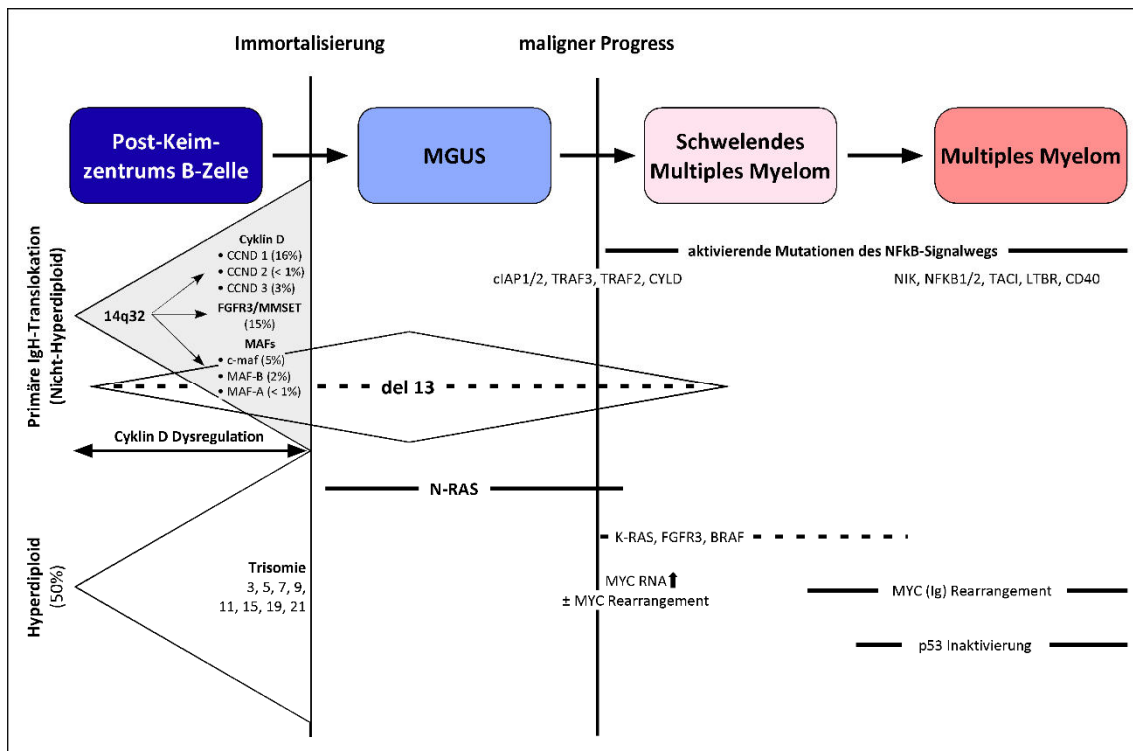 Immortalisierung
maligner Progress
Post-Keim-
zentrums B-Zelle
MGUS
Schwelendes
Multiples Myelom
Multiples Myelom
Primäre IgH-Translokation
(Nicht-Hyperdiploid)
14q32
Cyklin D
• CCND 1 (16%)
• CCND 2 (< 1%)
• CCND 3 (3%)
FGFR3/MMSET
(15%)
MAFs
• c-maf (5%)
• MAF-B (2%)
• MAF-A (< 1%)
aktivierende Mutationen des NFkB-Signalwegs
cIAP1/2, TRAF3, TRAF2, CYLD
NIK, NFKB1/2, TACI, LTBR, CD40
del 13
Cyklin D Dysregulation
N-RAS
K-RAS, FGFR3, BRAF
Hyperdiploid
(50%)
Trisomie
3, 5, 7, 9,
11, 15, 19, 21
MYC RNA⬆
± MYC Rearrangement
MYC (Ig) Rearrangement
p53 Inaktivierung